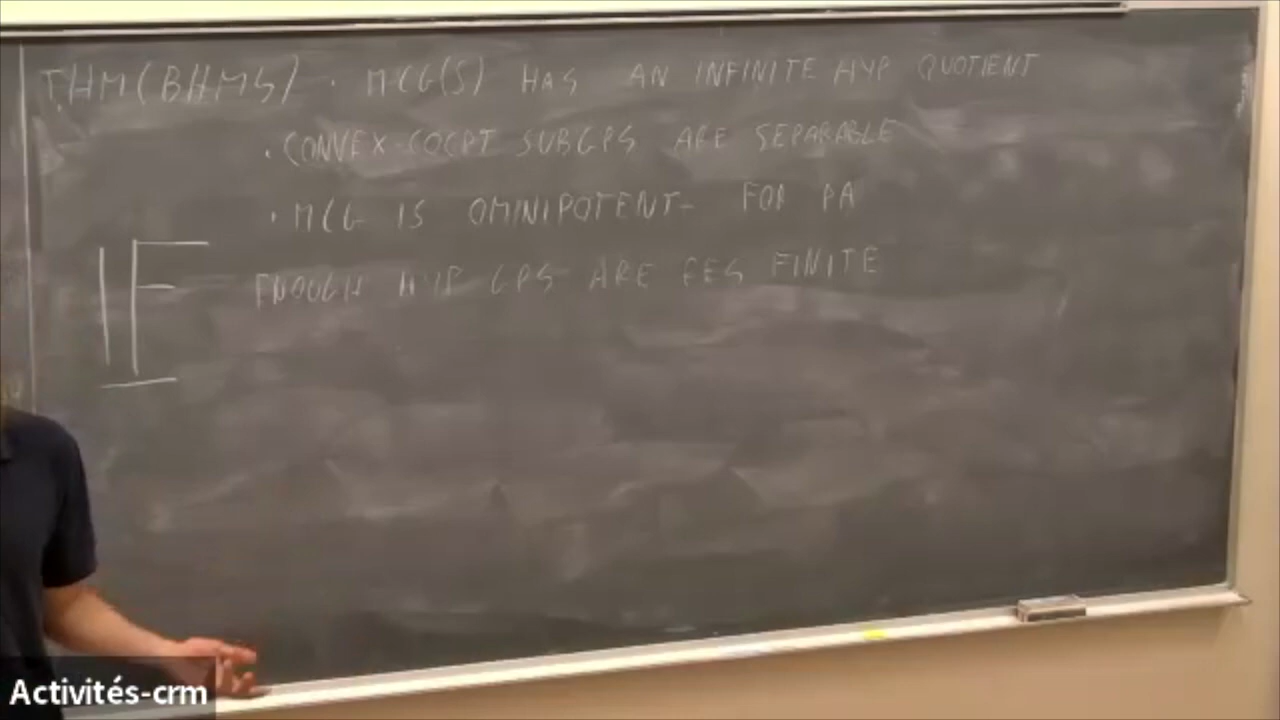 THM (BHMS) · MCG(S) HAS AN INFINITE HYP QUOTIENT
· CONVEX-COCPT SUBGPS ARE SEPARABLE
· MCG IS OMNIPOTENT FOR PA
IF ENOUGH HYP GPS ARE RES FINITE
Activités-crm